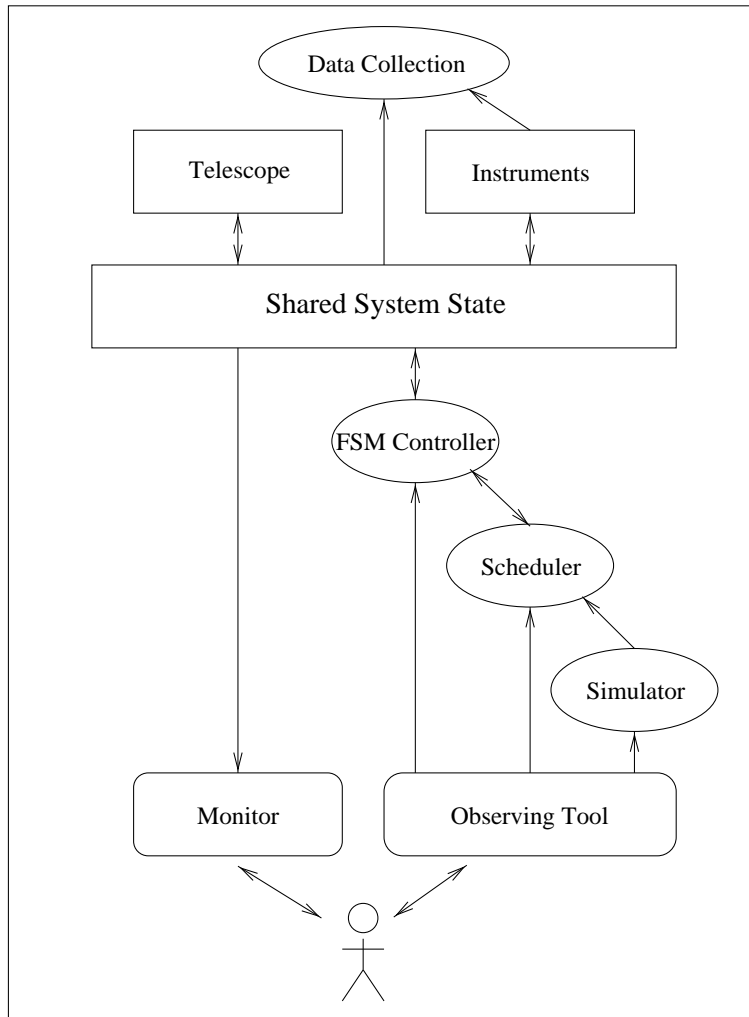 Data Collection
Telescope
Instruments
Shared System State
FSM Controller
Scheduler
Simulator
Monitor
Observing Tool